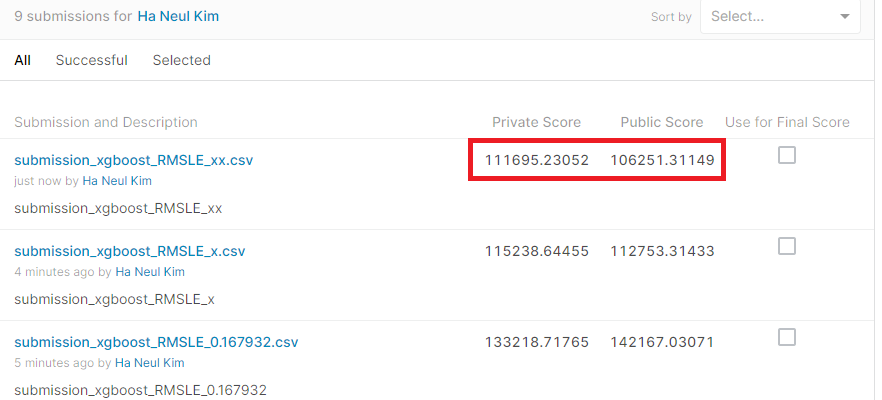 9 submissions for Ha Neul Kim
Sort by Select...
All Successful Selected
Submission and Description Private Score Public Score Use for Final Score
submission_xgboost_RMSLE_xx.csv 111695.23052 106251.31149
just now by Ha Neul Kim
submission_xgboost_RMSLE_xx
submission_xgboost_RMSLE_x.csv 115238.64455 112753.31433
4 minutes ago by Ha Neul Kim
submission_xgboost_RMSLE_x
submission_xgboost_RMSLE_0.167932.csv 133218.71765 142167.03071
5 minutes ago by Ha Neul Kim
submission_xgboost_RMSLE_0.167932